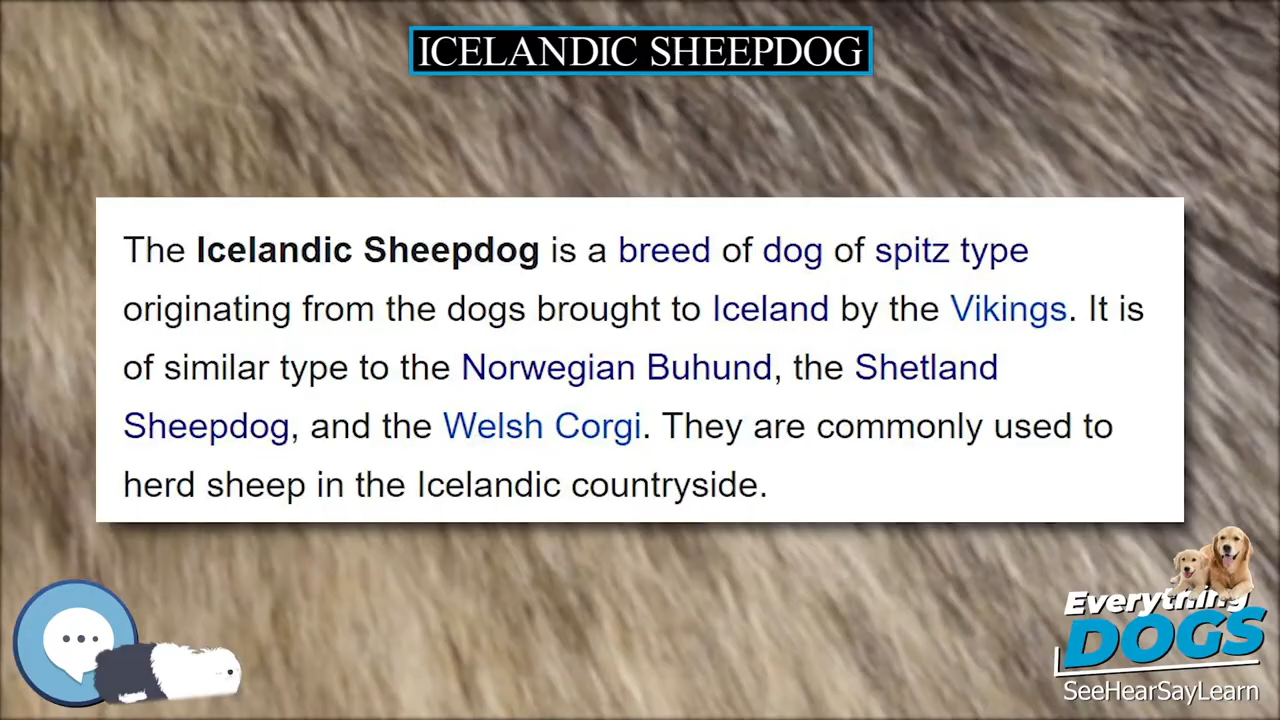 ICELANDIC SHEEPDOG
The Icelandic Sheepdog is a breed of dog of spitz type
originating from the dogs brought to Iceland by the Vikings. It is
of similar type to the Norwegian Buhund, the Shetland
Sheepdog, and the Welsh Corgi. They are commonly used to
herd sheep in the Icelandic countryside.
Everything
DOGS
SeeHearSayLearn